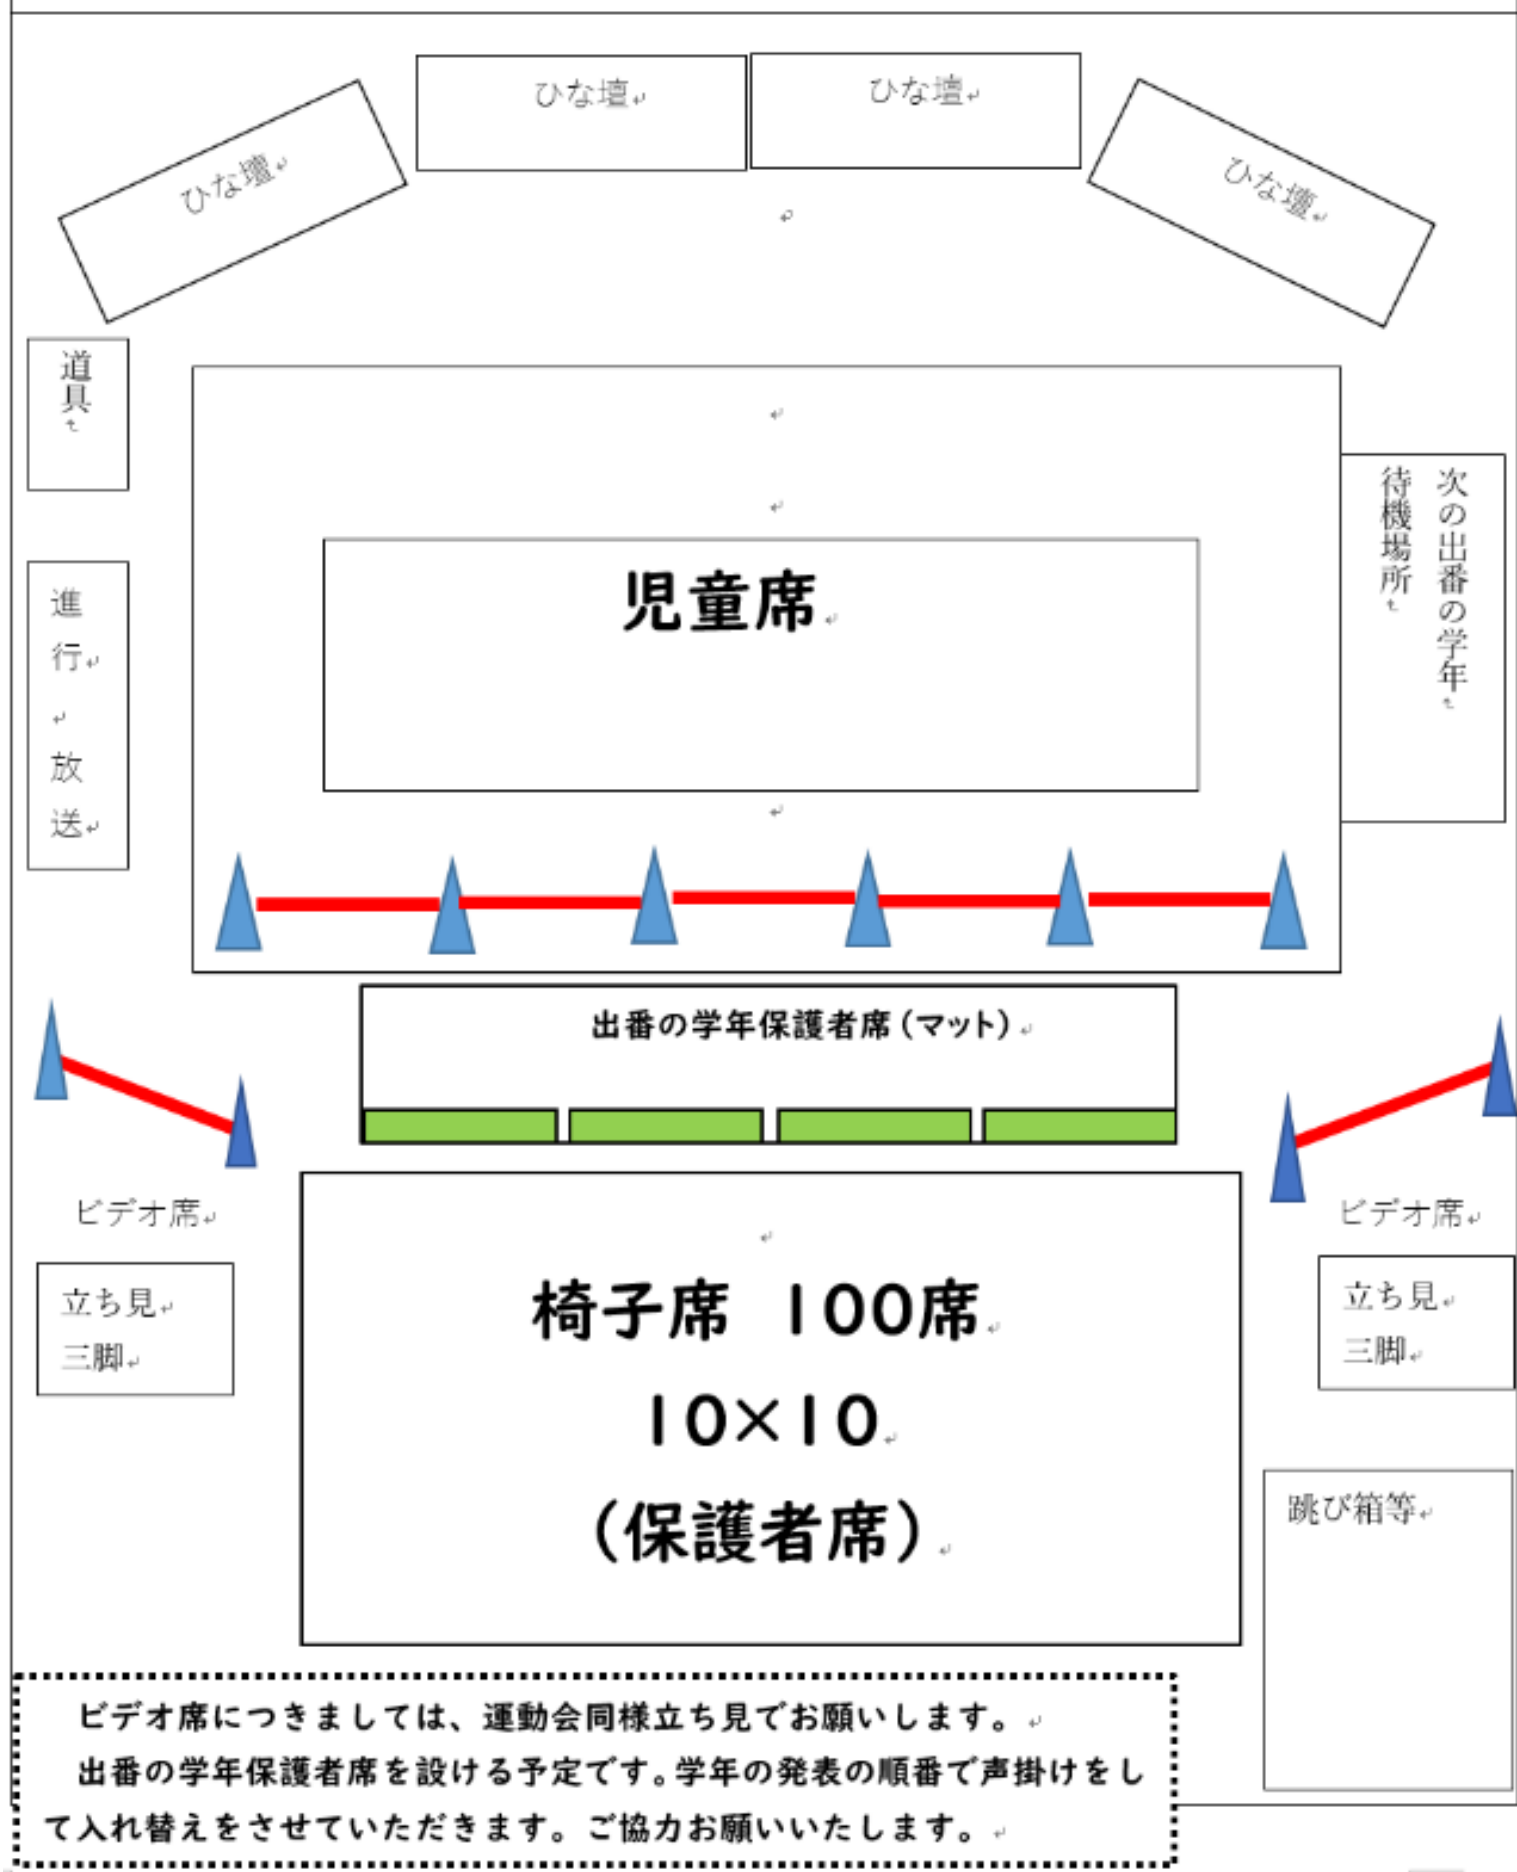 ひな壇
ひな壇
ひな壇
ひな壇
道具
次の出番の学年
待機場所
児童席
進
行
放
送
出番の学年保護者席(マット)
ビデオ席
立ち見
三脚
ビデオ席
立ち見
三脚
椅子席 100席
10×10
(保護者席)
跳び箱等
ビデオ席につきましては、運動会同様立ち見でお願いします。
出番の学年保護者席を設ける予定です。学年の発表の順番で声掛けをし
て入れ替えをさせていただきます。ご協力お願いいたします。